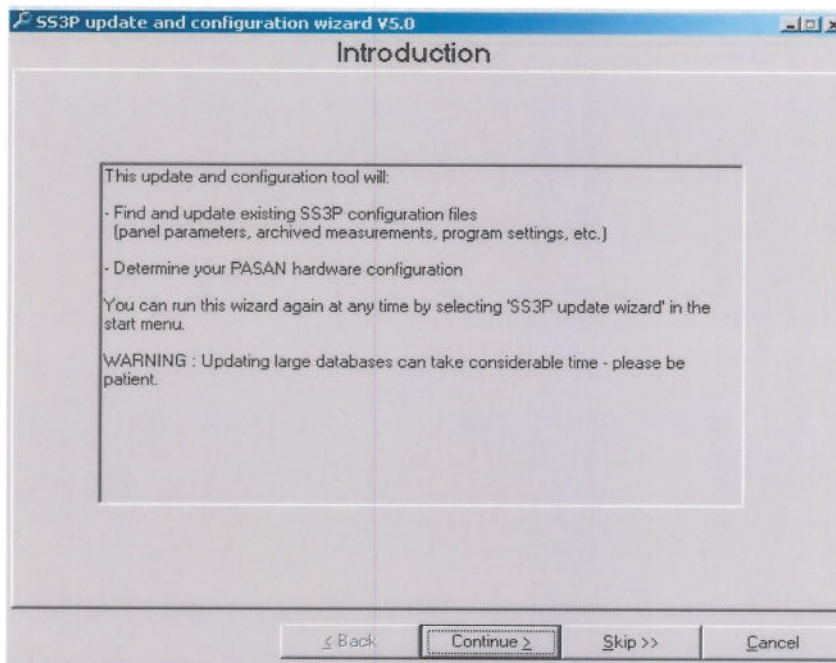 SS3P update and configuration wizard V5.0
Introduction
This update and configuration tool will:
- Find and update existing SS3P configuration files
(panel parameters, archived measurements, program settings, etc.)
- Determine your PASAN hardware configuration
You can run this wizard again at any time by selecting 'SS3P update wizard' in the
start menu.
WARNING : Updating large databases can take considerable time - please be
patient.
< Back
Continue >
Skip >>
Cancel